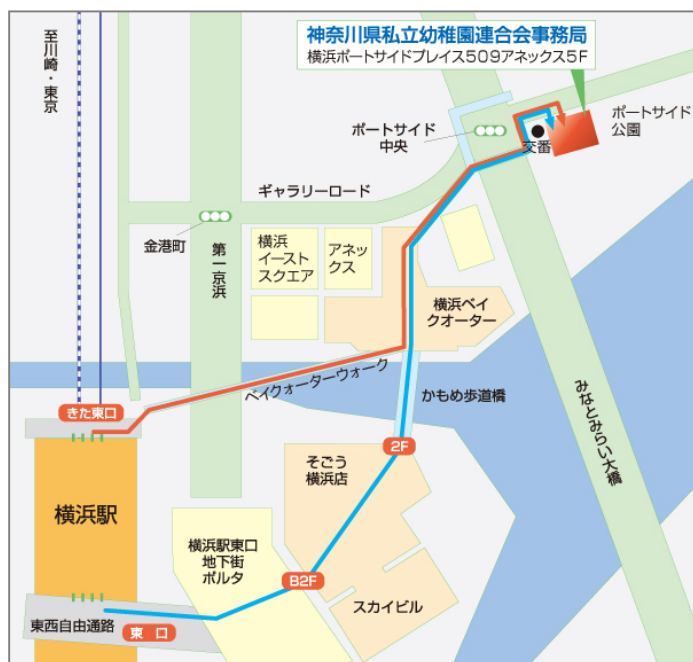 神奈川県私立幼稚園連合会事務局
横浜ポートサイドプレイス509アネックス5F
至川崎・東京
ポートサイド
中央
交番
ポートサイド
公園
ギャラリーロード
金港町
第一京浜
横浜
イースト
スクエア
アネッ
クス
横浜ベイ
クオーター
ベイクォーターウォーク
かもめ歩道橋
みなとみらい大橋
きた東口
2F
そごう
横浜店
横浜駅
横浜駅東口
地下街
ポルタ
B2F
スカイビル
東西自由通路
東口